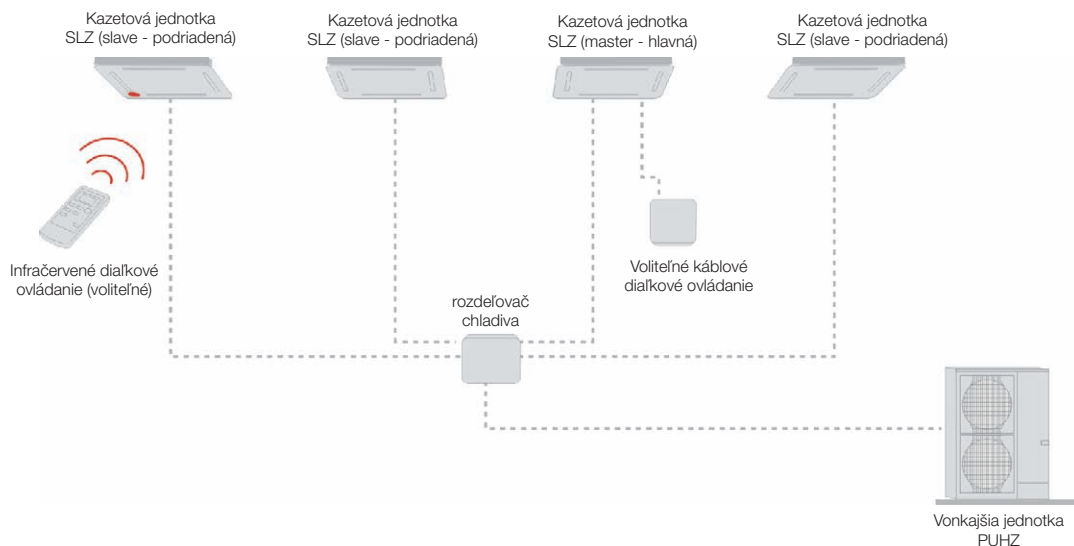 Kazetová jednotka
SLZ (slave - podriadená)
Kazetová jednotka
SLZ (slave - podriadená)
Kazetová jednotka
SLZ (master - hlavná)
Kazetová jednotka
SLZ (slave - podriadená)
Infračervené diaľkové
ovládanie (voliteľné)
Voliteľné káblové
diaľkové ovládanie
rozdeľovač
chladiva
Vonkajšia jednotka
PUHZ